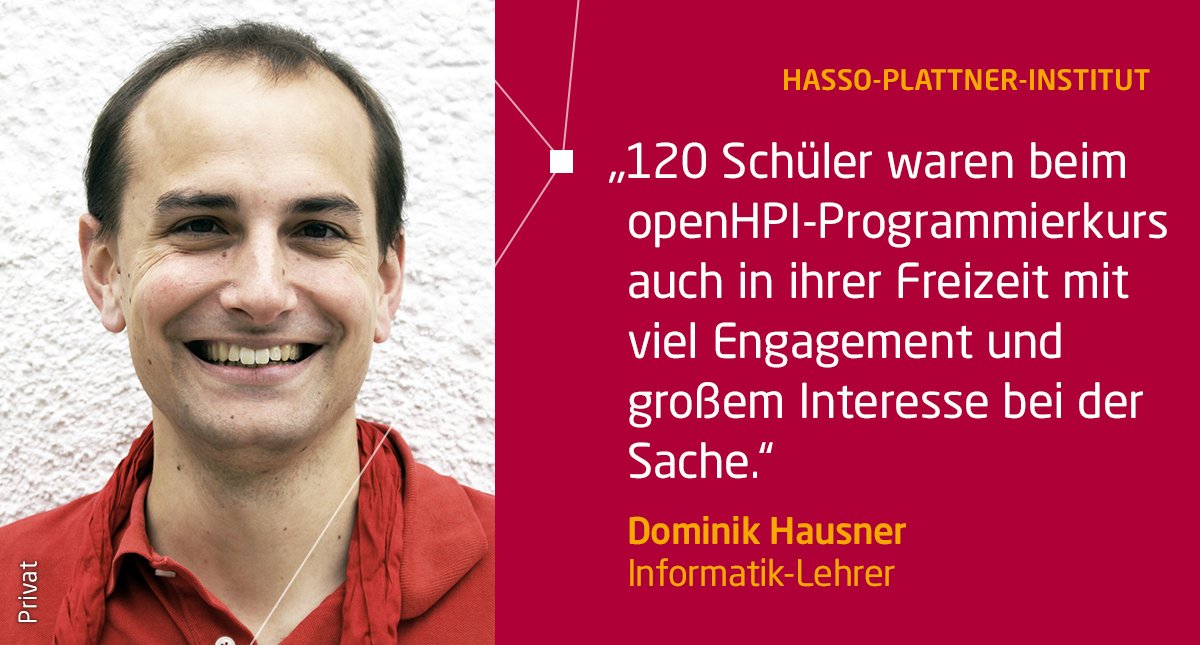 HASSO-PLATTNER-INSTITUT
„120 Schüler waren beim
openHPI-Programmierkurs
auch in ihrer Freizeit mit
viel Engagement und
großem Interesse bei der
Sache.“
Dominik Hausner
Informatik-Lehrer
Privat